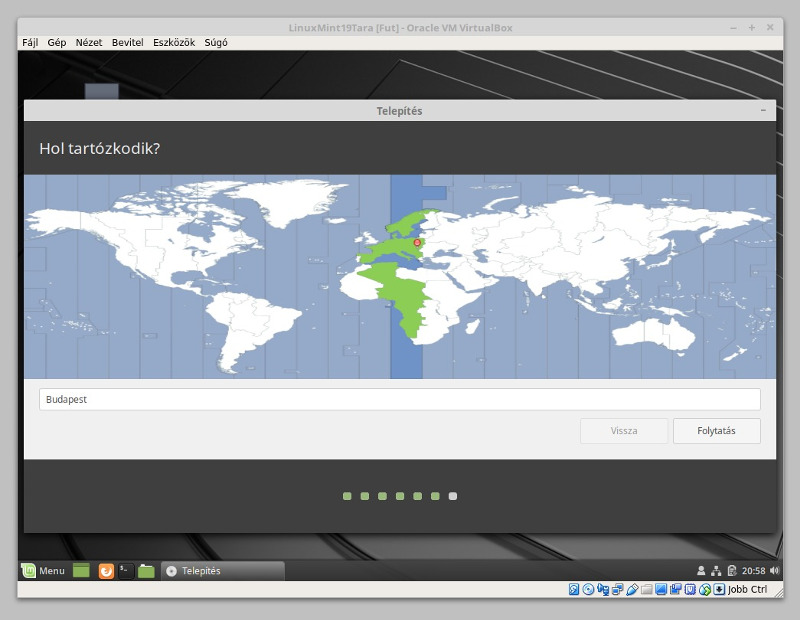 LinuxMint19Tara [Fut] - Oracle VM VirtualBox
Fájl Gép Nézet Bevitel Eszközök Súgó
Telepítés
Hol tartózkodik?
Budapest
Vissza Folytatás
Menu Telepítés 20:58
Jobb Ctrl